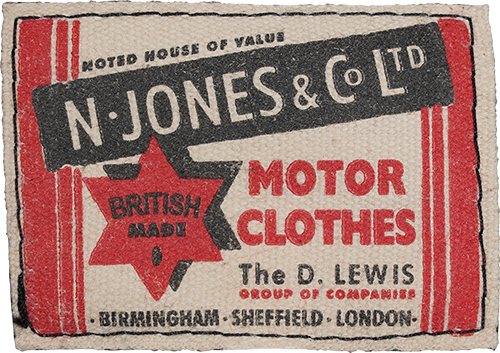 NOTED HOUSE OF VALUE
N·JONES & Co LTD
BRITISH
MADE
MOTOR
CLOTHES
The D. LEWIS
GROUP OF COMPANIES
·BIRMINGHAM·SHEFFIELD·LONDON·